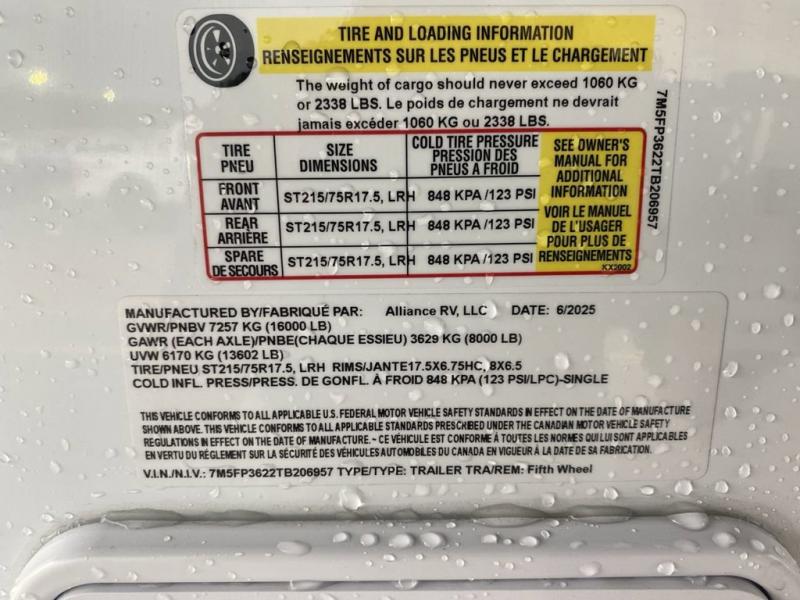 TIRE AND LOADING INFORMATION
RENSEIGNEMENTS SUR LES PNEUS ET LE CHARGEMENT
The weight of cargo should never exceed 1060 KG
or 2338 LBS. Le poids de chargement ne devrait
jamais excéder 1060 KG ou 2338 LBS.
TIRE PNEU SIZE DIMENSIONS COLD TIRE PRESSURE PRESSION DES PNEUS A FROID
FRONT AVANT ST215/75R17.5, LRH 848 KPA /123 PSI
REAR ARRIÈRE ST215/75R17.5, LRH 848 KPA /123 PSI
SPARE DE SECOURS ST215/75R17.5, LRH 848 KPA /123 PSI
SEE OWNER'S
MANUAL FOR
ADDITIONAL
INFORMATION
VOIR LE MANUEL
DE L'USAGER
POUR PLUS DE
RENSEIGNEMENTS
KX2002
7M5FP3622TB206957
MANUFACTURED BY/FABRIQUÉ PAR: Alliance RV, LLC DATE: 6/2025
GVWR/PNBV 7257 KG (16000 LB)
GAWR (EACH AXLE)/PNBE(CHAQUE ESSIEU) 3629 KG (8000 LB)
UVW 6170 KG (13602 LB)
TIRE/PNEU ST215/75R17.5, LRH RIMS/JANTE17.5X6.75HC, 8X6.5
COLD INFL. PRESS/PRESS. DE GONFL. À FROID 848 KPA (123 PSI/LPC)-SINGLE
THIS VEHICLE CONFORMS TO ALL APPLICABLE U.S. FEDERAL MOTOR VEHICLE SAFETY STANDARDS IN EFFECT ON THE DATE OF MANUFACTURE
SHOWN ABOVE. THIS VEHICLE CONFORMS TO ALL APPLICABLE STANDARDS PRESCRIBED UNDER THE CANADIAN MOTOR VEHICLE SAFETY
REGULATIONS IN EFFECT ON THE DATE OF MANUFACTURE. ~ CE VÉHICULE EST CONFORME À TOUTES LES NORMES QUI LUI SONT APPLICABLES
EN VERTU DU RÉGLEMENT SUR LA SÉCURITÉ DES VÉHICULES AUTOMOBILES DU CANADA EN VIGUEUR À LA DATE DE SA FABRICATION.
V.I.N./N.I.V.: 7M5FP3622TB206957 TYPE/TYPE: TRAILER TRA/REM: Fifth Wheel